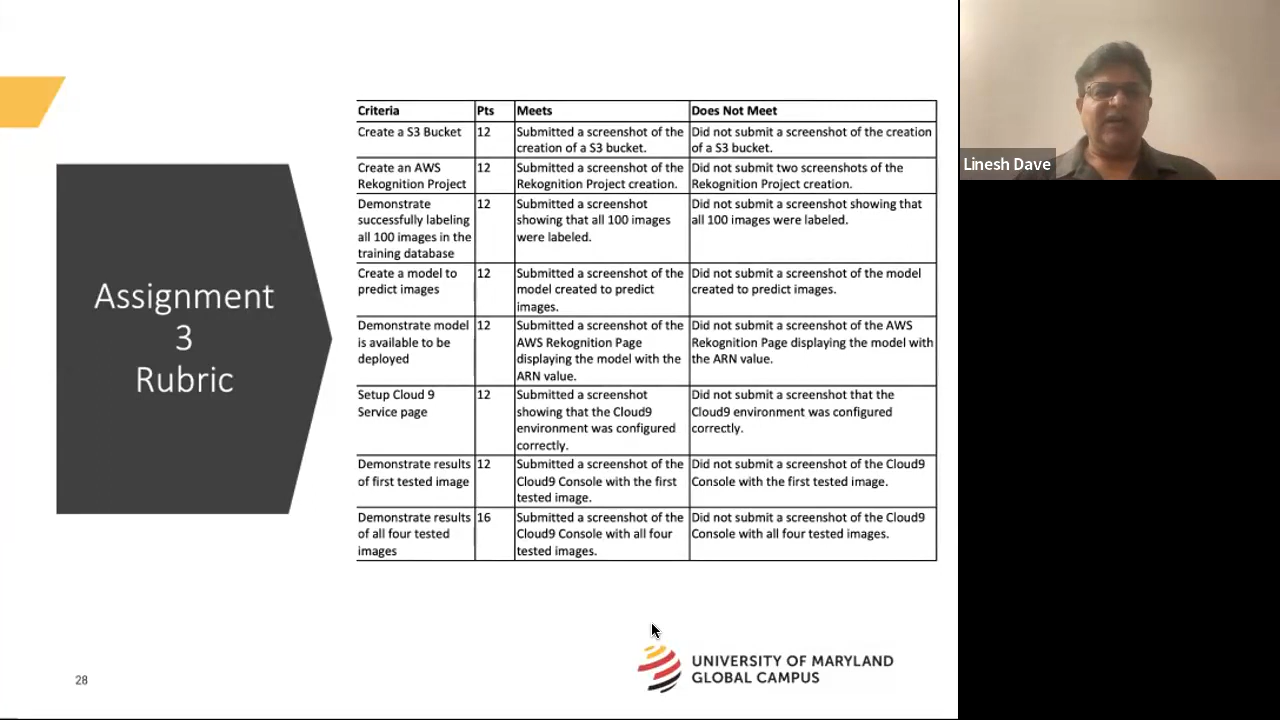 Assignment
3
Rubric
Criteria Pts Meets Does Not Meet
Create a S3 Bucket 12 Submitted a screenshot of the Did not submit a screenshot of the creation
creation of a S3 bucket. of a S3 bucket.
Create an AWS 12 Submitted a screenshot of the Did not submit two screenshots of the
Rekognition Project Rekognition Project creation. Rekognition Project creation.
Demonstrate 12 Submitted a screenshot Did not submit a screenshot showing that
successfully labeling showing that all 100 images all 100 images were labeled.
all 100 images in the were labeled.
training database
Create a model to 12 Submitted a screenshot of the Did not submit a screenshot of the model
predict images model created to predict created to predict images.
images.
Demonstrate model 12 Submitted a screenshot of the Did not submit a screenshot of the AWS
is available to be AWS Rekognition Page Rekognition Page displaying the model with
deployed displaying the model with the the ARN value.
ARN value.
Setup Cloud 9 12 Submitted a screenshot Did not submit a screenshot that the
Service page showing that the Cloud9 Cloud9 environment was configured
environment was configured correctly.
correctly.
Demonstrate results 12 Submitted a screenshot of the Did not submit a screenshot of the Cloud9
of first tested image Cloud9 Console with the first Console with the first tested image.
tested image.
Demonstrate results 16 Submitted a screenshot of the Did not submit a screenshot of the Cloud9
of all four tested Cloud9 Console with all four Console with all four tested images.
images tested images.
28
UNIVERSITY OF MARYLAND
GLOBAL CAMPUS
Linesh Dave